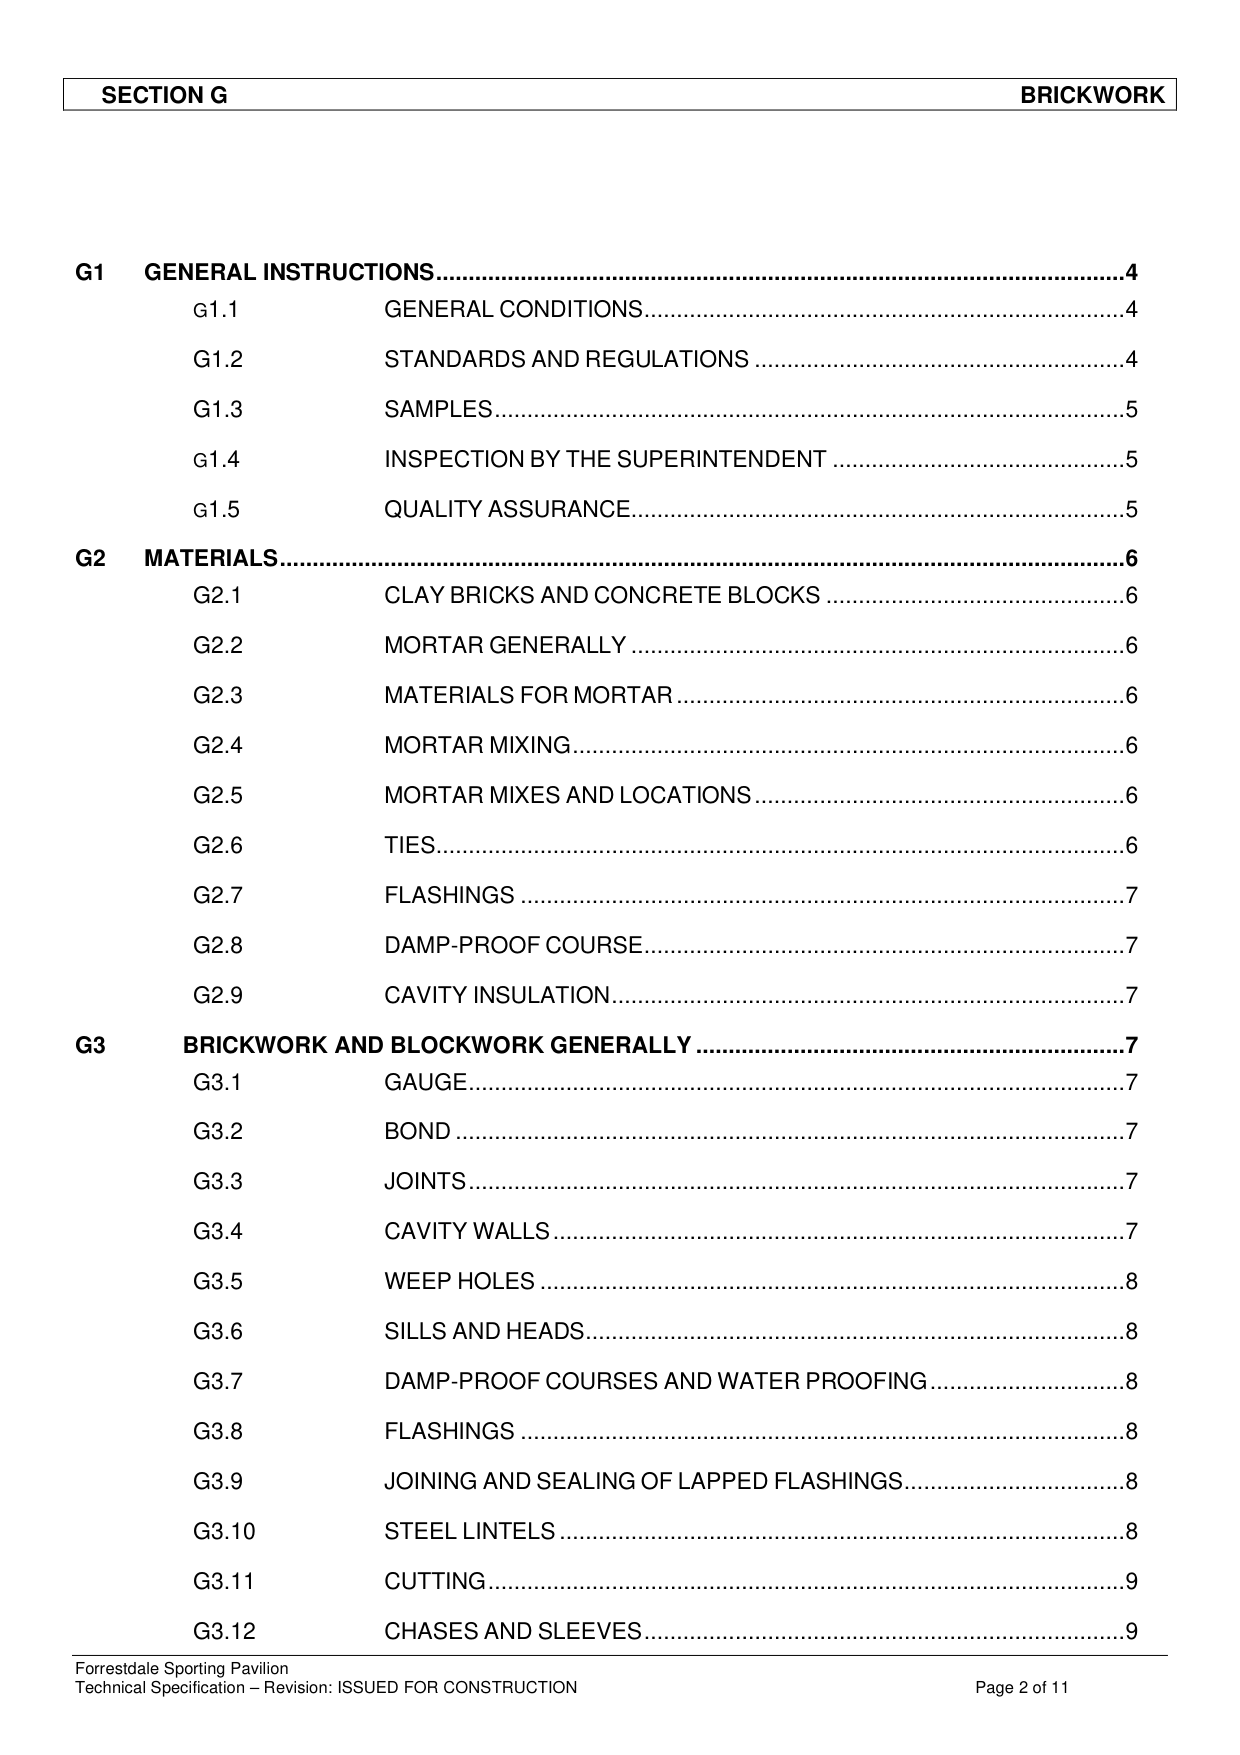 SECTION G BRICKWORK
G1 GENERAL INSTRUCTIONS....................4
G1.1 GENERAL CONDITIONS....................4
G1.2 STANDARDS AND REGULATIONS ....................4
G1.3 SAMPLES....................5
G1.4 INSPECTION BY THE SUPERINTENDENT ....................5
G1.5 QUALITY ASSURANCE....................5
G2 MATERIALS....................6
G2.1 CLAY BRICKS AND CONCRETE BLOCKS ....................6
G2.2 MORTAR GENERALLY ....................6
G2.3 MATERIALS FOR MORTAR ....................6
G2.4 MORTAR MIXING....................6
G2.5 MORTAR MIXES AND LOCATIONS ....................6
G2.6 TIES....................6
G2.7 FLASHINGS ....................7
G2.8 DAMP-PROOF COURSE....................7
G2.9 CAVITY INSULATION....................7
G3 BRICKWORK AND BLOCKWORK GENERALLY ....................7
G3.1 GAUGE....................7
G3.2 BOND ....................7
G3.3 JOINTS....................7
G3.4 CAVITY WALLS....................7
G3.5 WEEP HOLES ....................8
G3.6 SILLS AND HEADS....................8
G3.7 DAMP-PROOF COURSES AND WATER PROOFING....................8
G3.8 FLASHINGS ....................8
G3.9 JOINING AND SEALING OF LAPPED FLASHINGS....................8
G3.10 STEEL LINTELS ....................8
G3.11 CUTTING....................9
G3.12 CHASES AND SLEEVES....................9
Forrestdale Sporting Pavilion
Technical Specification – Revision: ISSUED FOR CONSTRUCTION Page 2 of 11